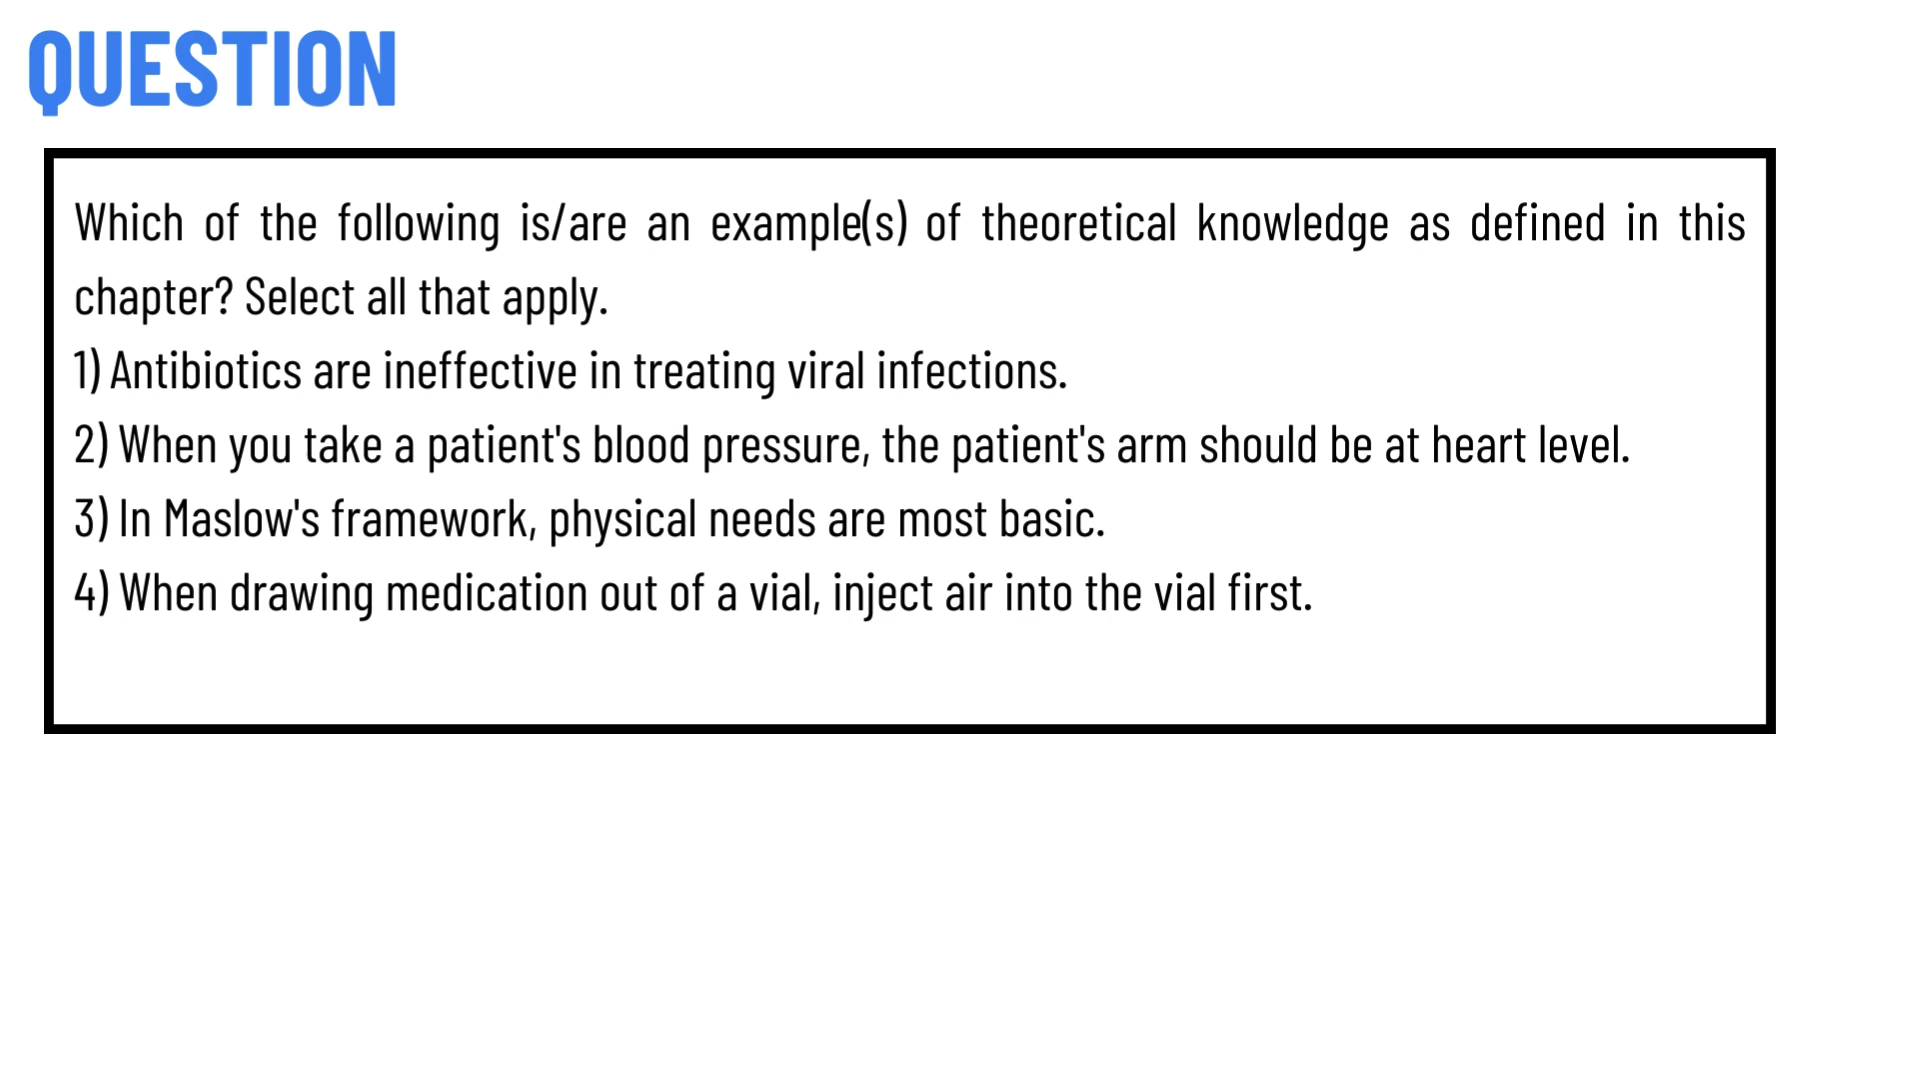 QUESTION
Which of the following is/are an example(s) of theoretical knowledge as defined in this
chapter? Select all that apply.
1) Antibiotics are ineffective in treating viral infections.
2) When you take a patient's blood pressure, the patient's arm should be at heart level.
3) In Maslow's framework, physical needs are most basic.
4) When drawing medication out of a vial, inject air into the vial first.